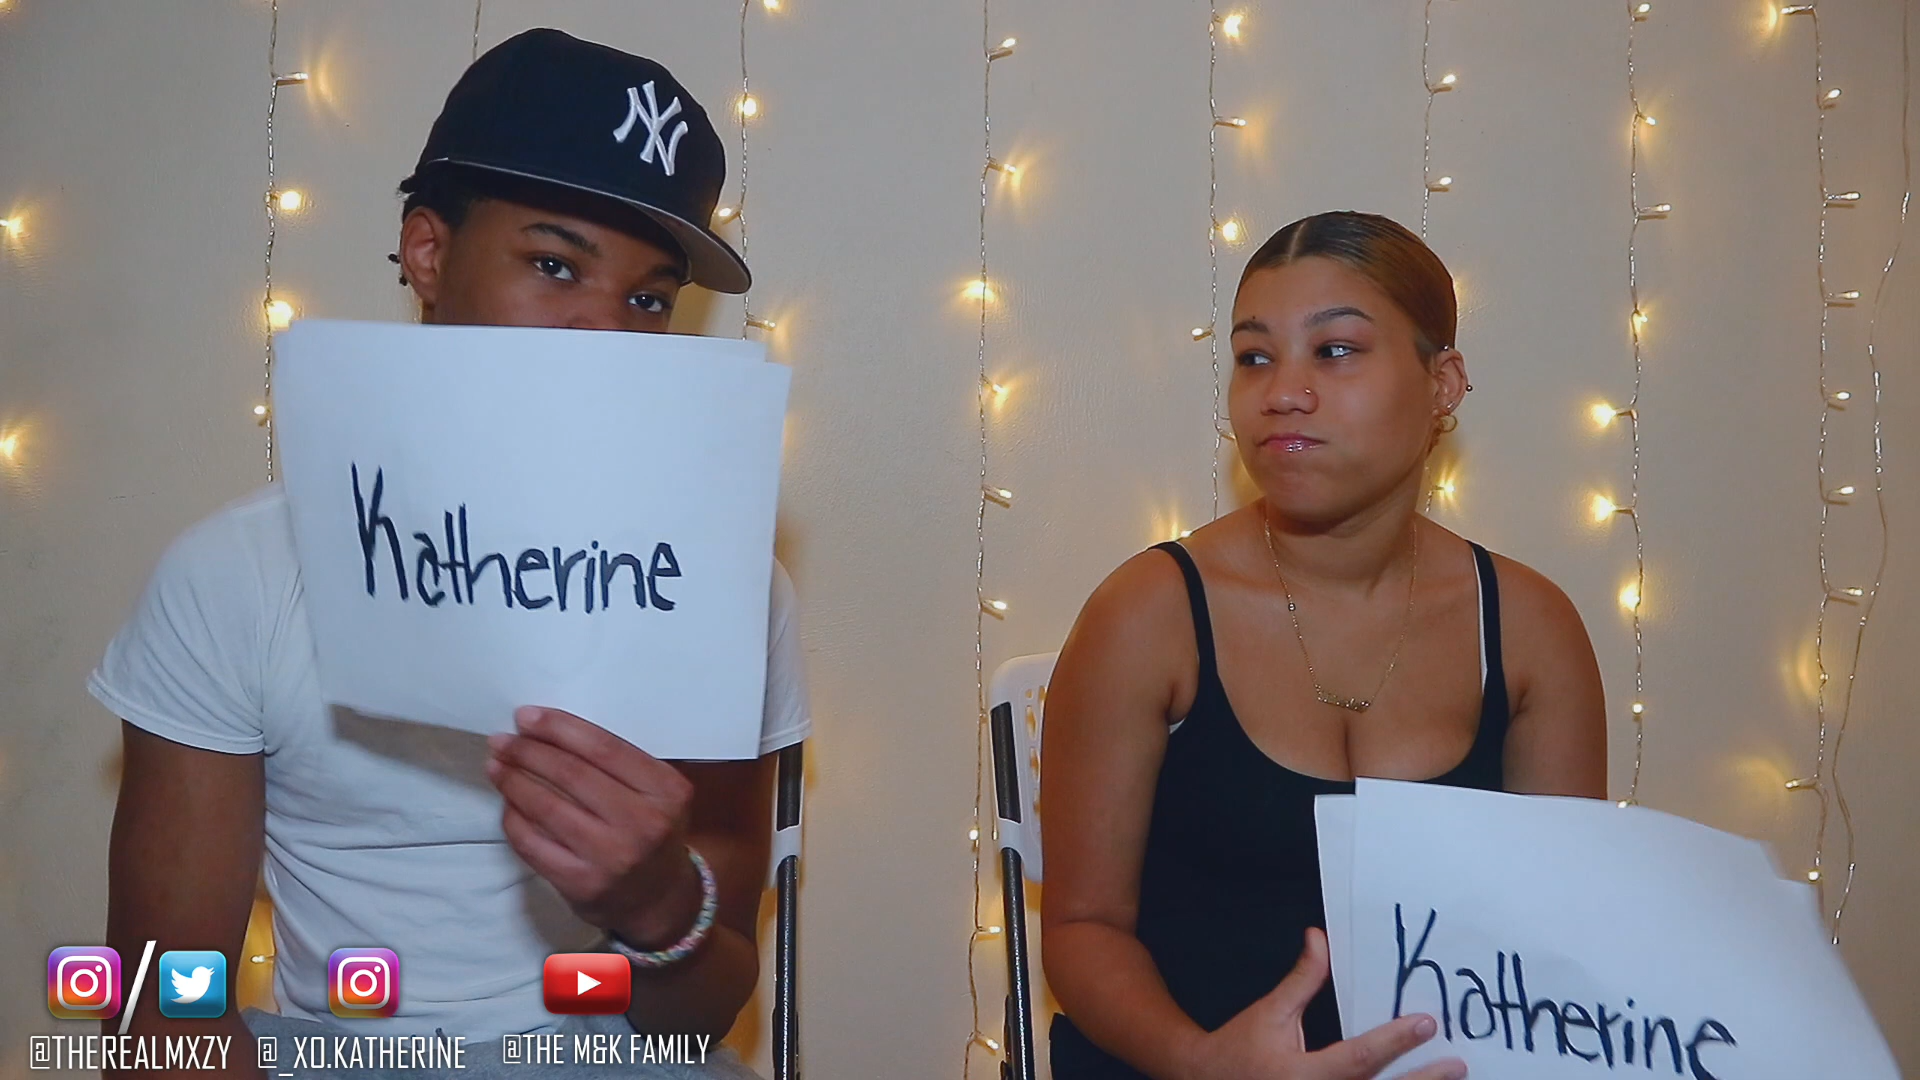 NY
Katherine
Katherine
@THEREALMXZY
@_XO.KATHERINE
@THE M&K FAMILY